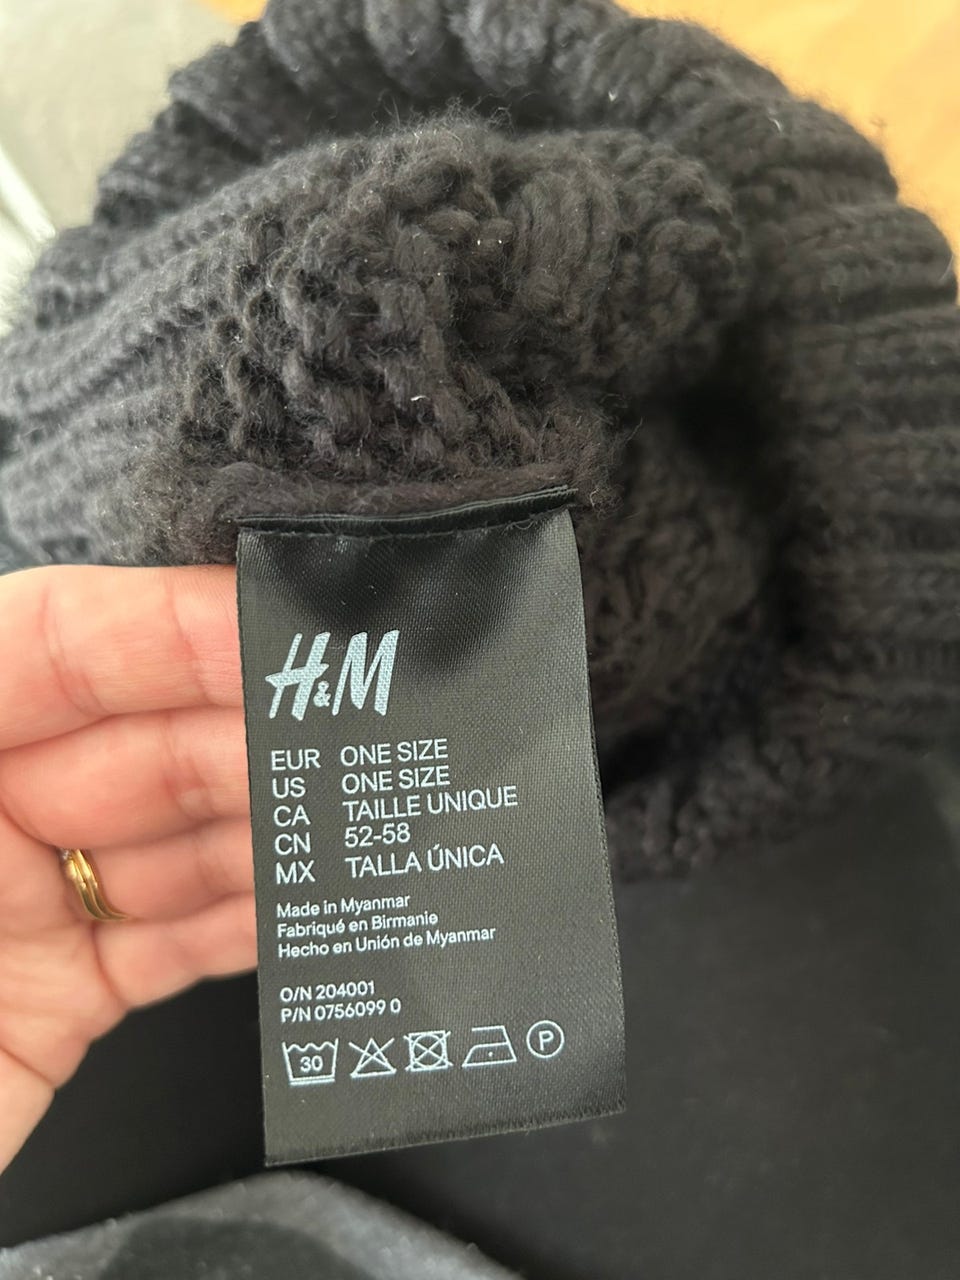 H&M
EUR ONE SIZE
US ONE SIZE
CA TAILLE UNIQUE
CN 52-58
MX TALLA ÚNICA
Made in Myanmar
Fabriqué en Birmanie
Hecho en Unión de Myanmar
O/N 204001
P/N 0756099 0
30 P